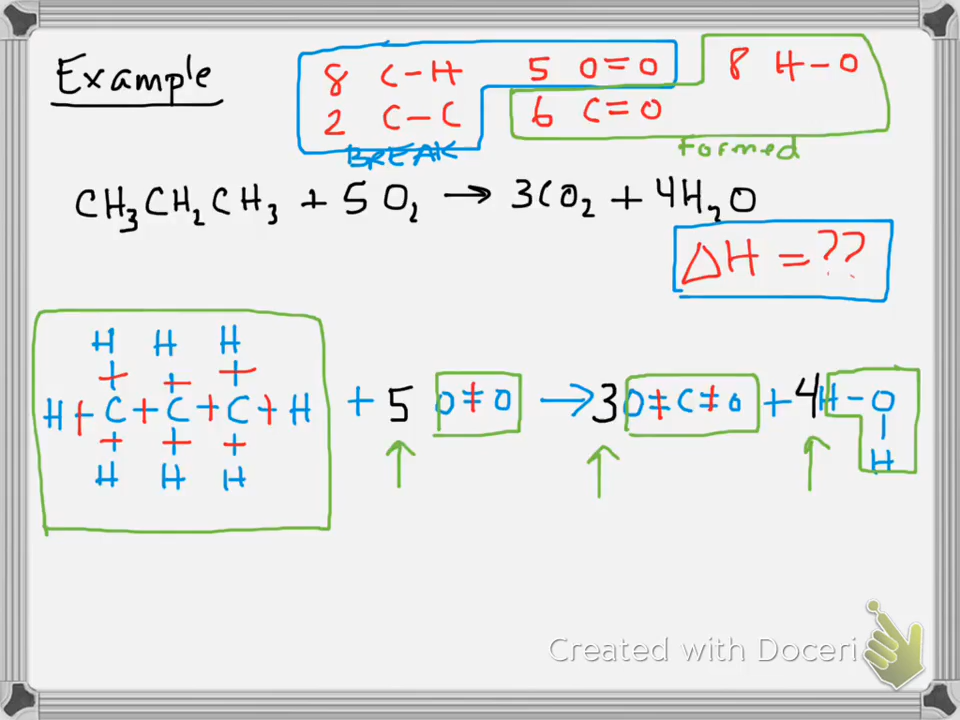 Example
8 C-H 5 O=O 8 H-O
2 C-C 6 C=O
BREAK formed
CH₃CH₂CH₃ + 5 O₂ → 3CO₂ + 4H₂O
ΔH = ??
H H H
H C C C H + 5 O=O → 3 O=C=O + 4 H-O
H H H H
Created with Doceri